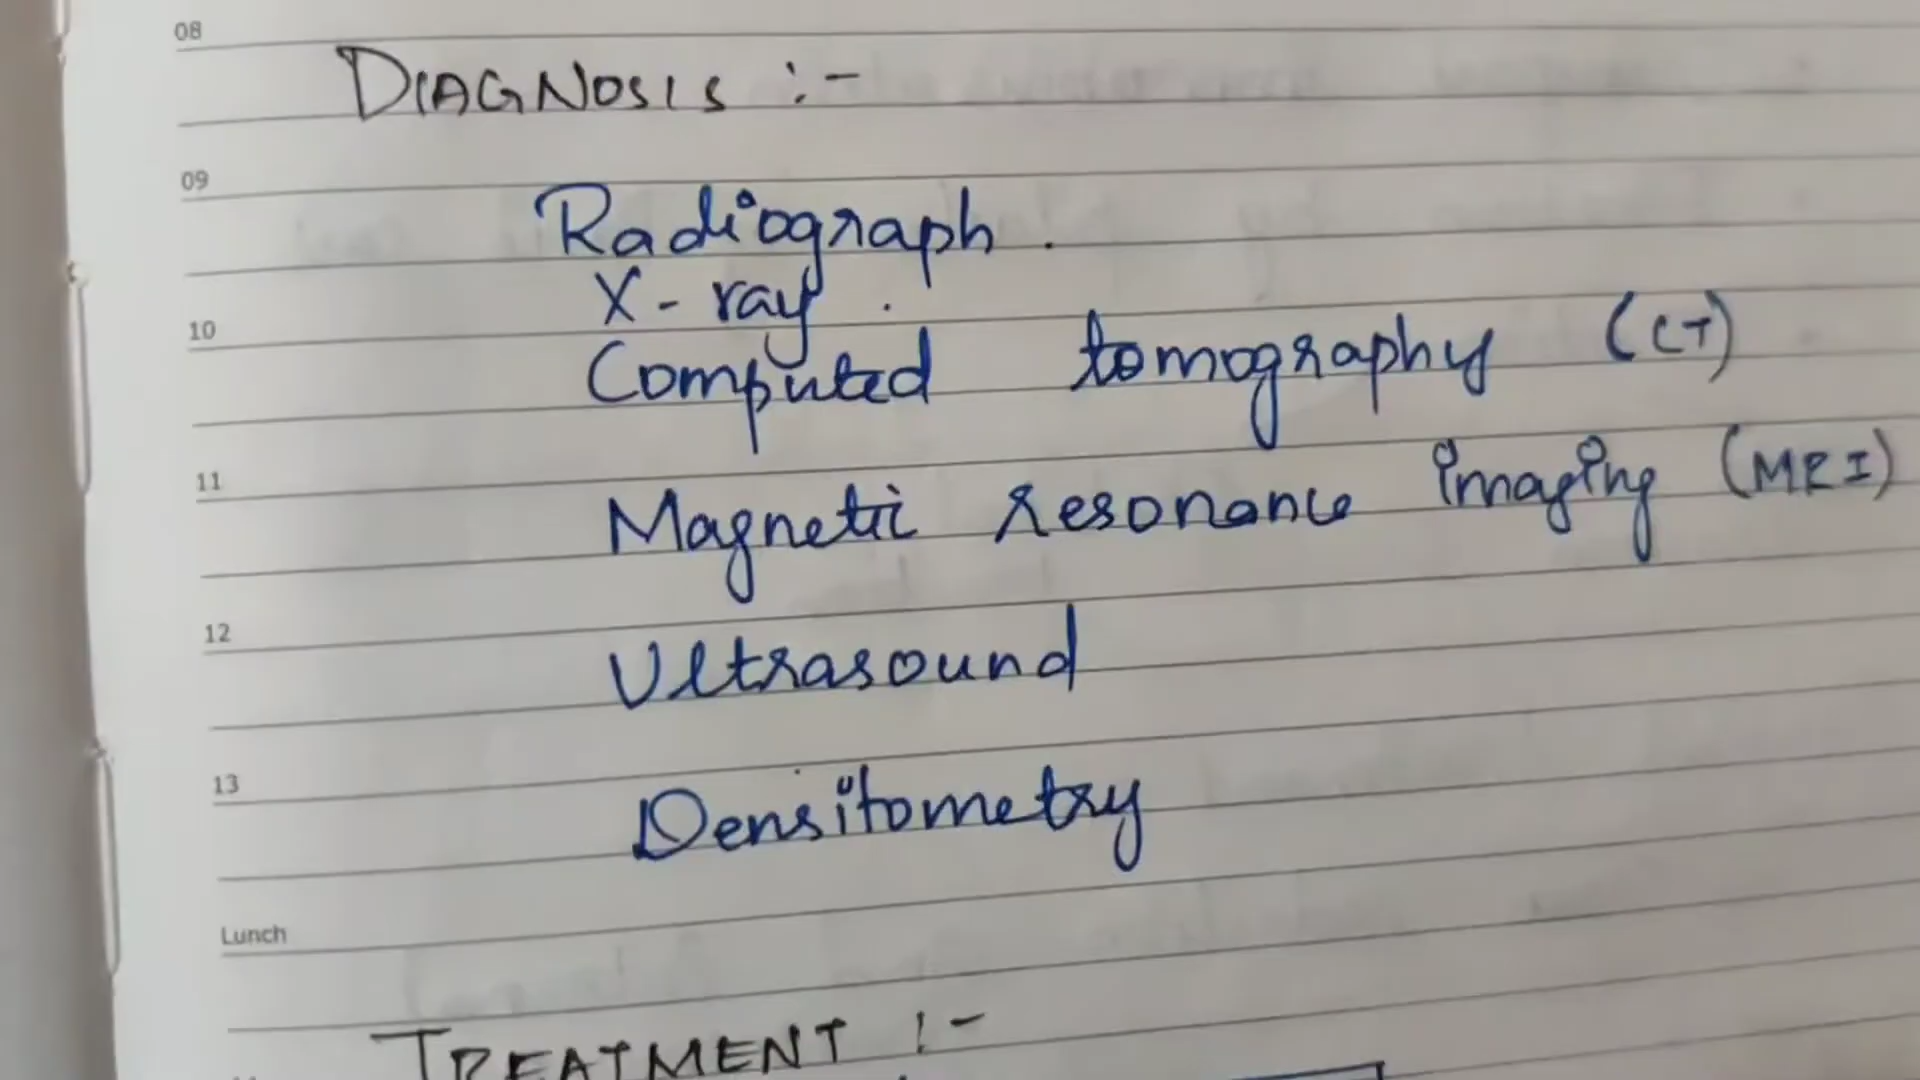 08
DIAGNOSIS :-
09
Radiograph .
X-ray .
10
Computed tomography (CT)
11
Magnetic resonance imaging (MRI)
12
Ultrasound
13
Densitometry
Lunch
TREATMENT :-